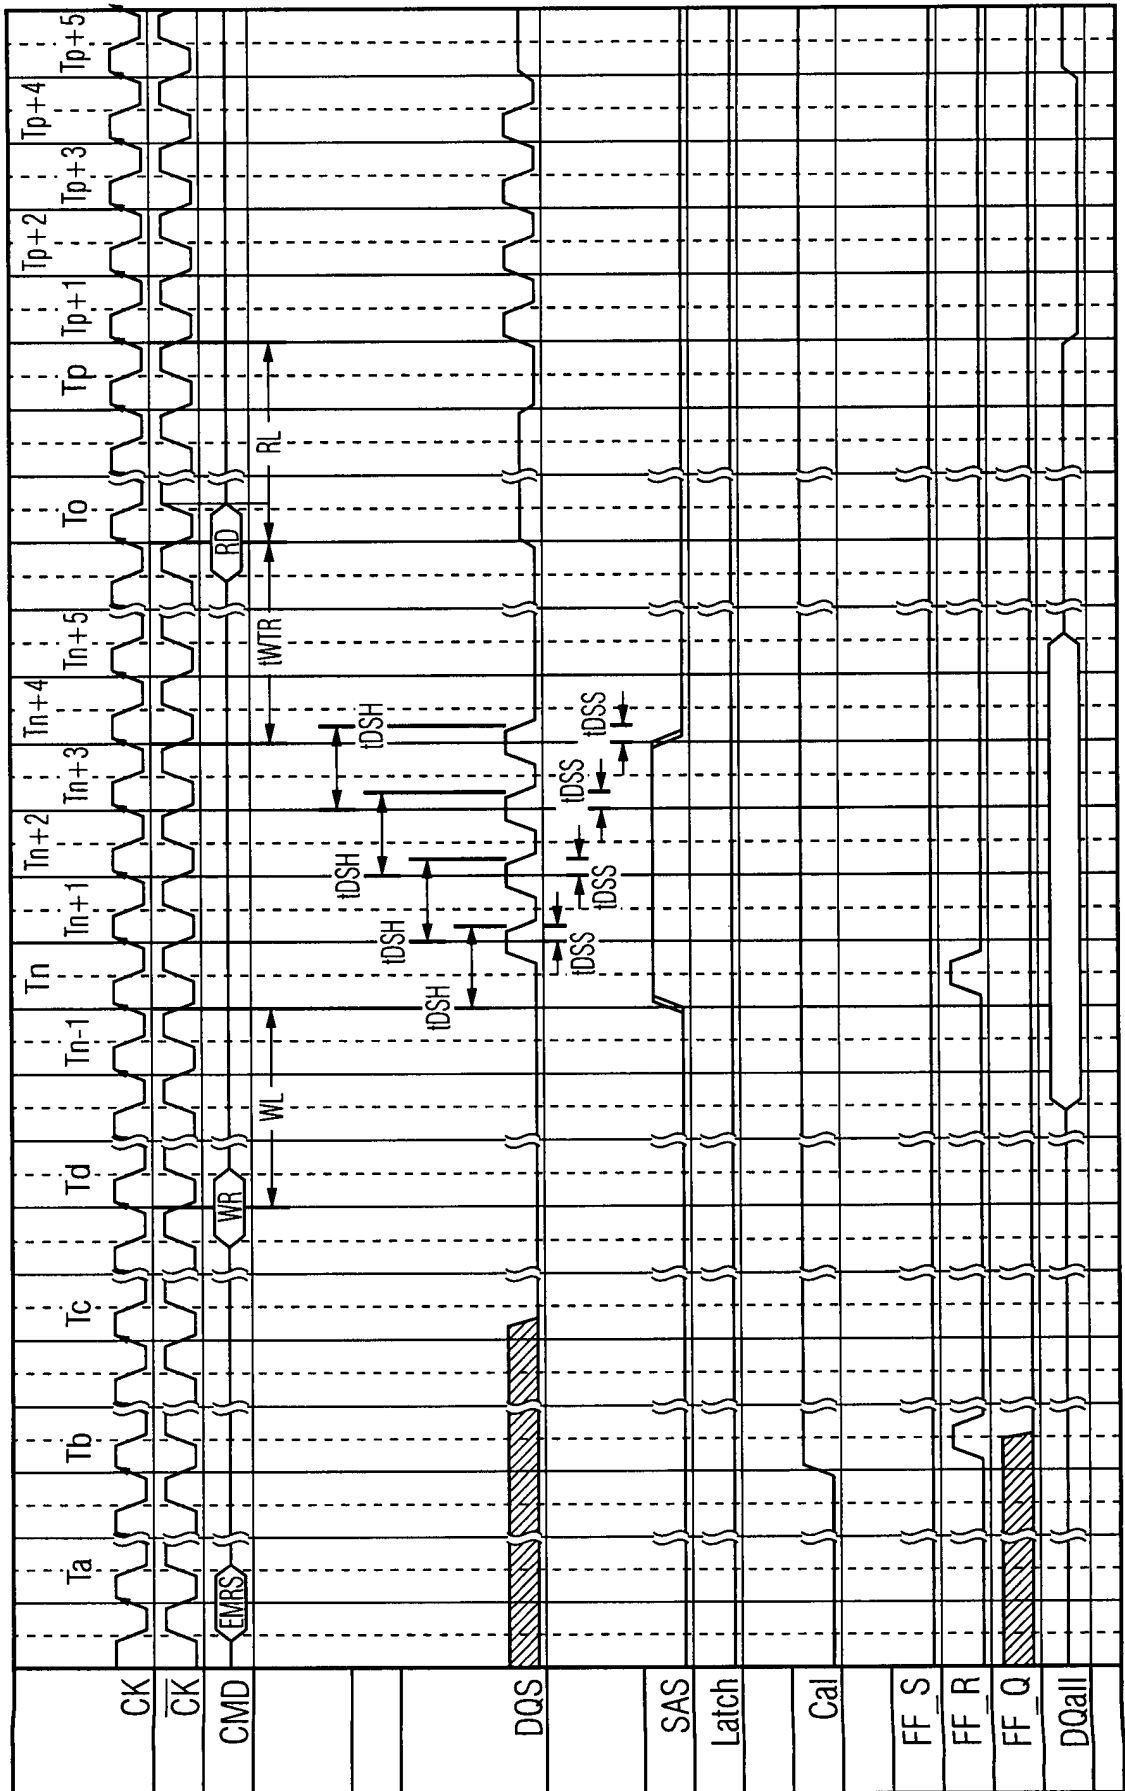 Ta Tb Tc Td Tn-1 Tn Tn+1 Tn+2 Tn+3 Tn+4 Tn+5 To Tp Tp+1 Tp+2 Tp+3 Tp+4 Tp+5
CK
CK
CMD EMRS WR RD
WL tWTR RL
tDSH
tDSH
tDSH
tDSH
DQS
tDSS
tDSS
tDSS
tDSS
SAS
Latch
Cal
FF_S
FF_R
FF_Q
DQall